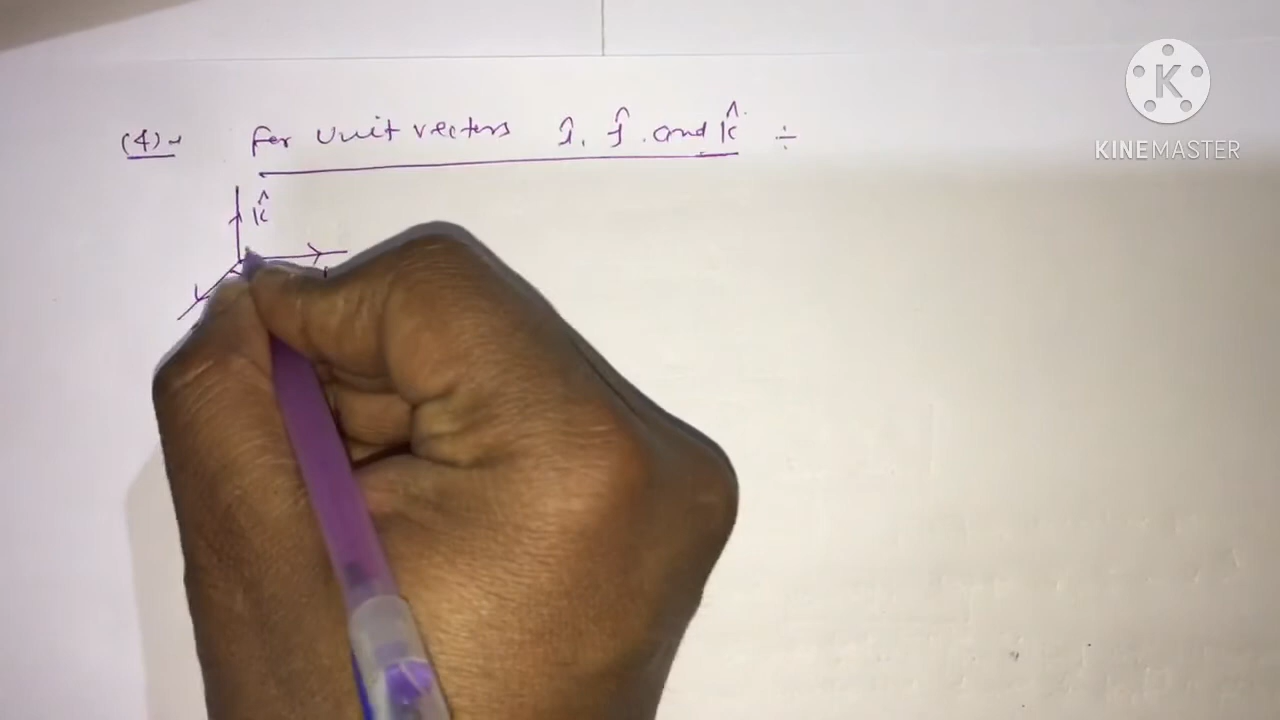 (4)→ For Unit vectors î, ĵ, and k̂ ÷
k̂
K
KINEMASTER